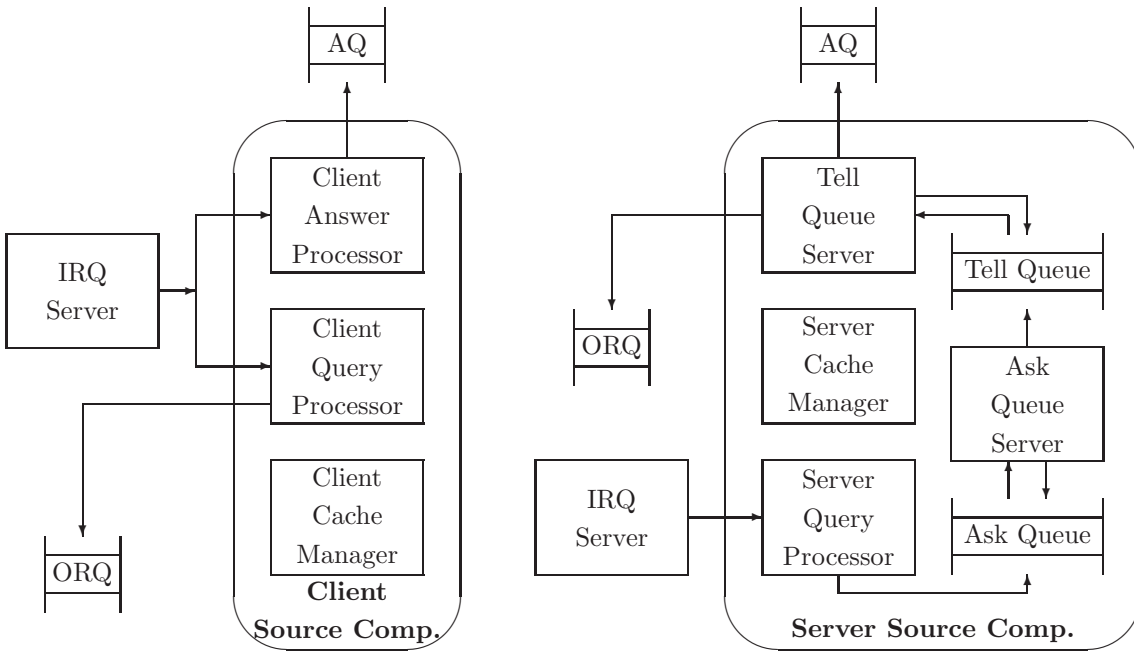 AQ
Client
Answer
Processor
IRQ
Server
Client
Query
Processor
Client
Cache
Manager
ORQ
Client
Source Comp.
AQ
Tell
Queue
Server
Tell Queue
ORQ
Server
Cache
Manager
Ask
Queue
Server
IRQ
Server
Server
Query
Processor
Ask Queue
Server Source Comp.